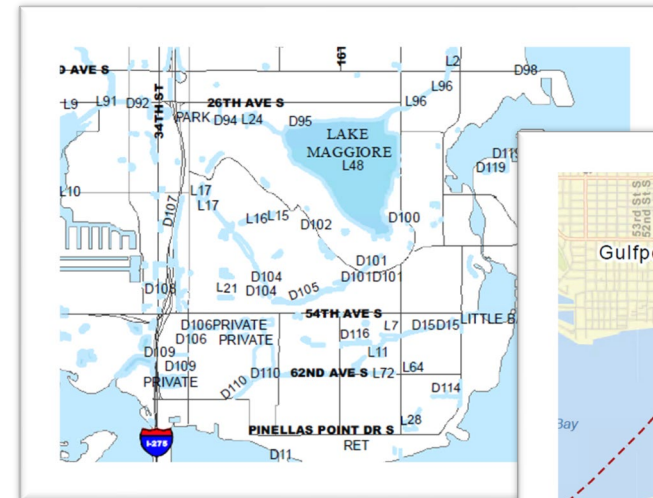 O AVE S
L9
L91
D92
34TH ST
26TH AVE S
PARK
D94
L24
D95
16T
L2
L96
L96
D98
LAKE
MAGGIORE
L48
D119
D119
L10
L17
L17
D107
L16
L15
D102
D100
D101
D101
D101
D108
L21
D104
D104
D105
54TH AVE S
D106
PRIVATE
D106
PRIVATE
D116
L7
D15
D15
LITTLE B
D109
D109
PRIVATE
L11
D110
D110
62ND AVE S
L72
L64
D114
L28
I-275
PINELLAS POINT DR S
RET
D11
53rd St S
52nd St S
Gulfp
Bay